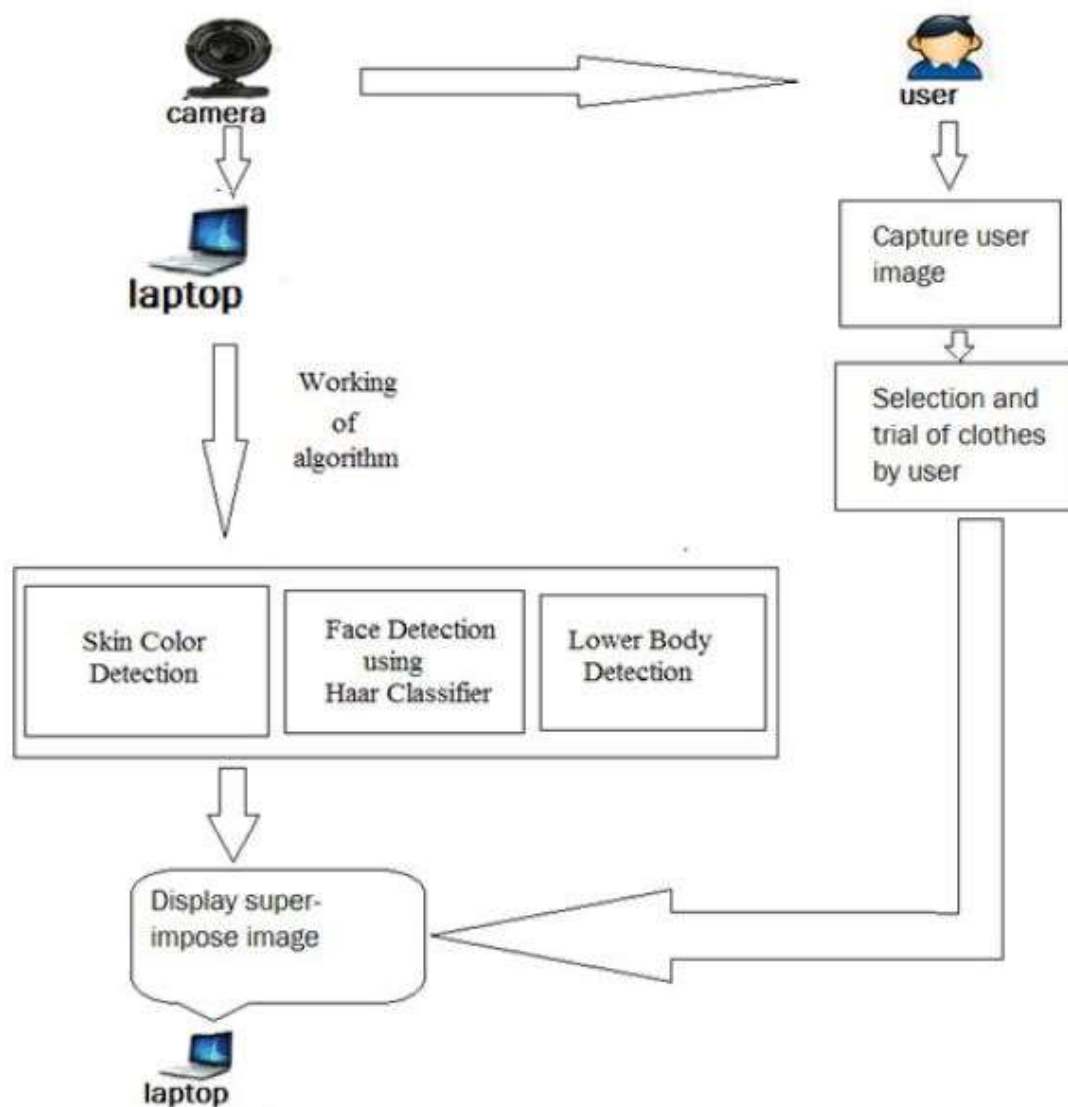 camera
user
laptop
Capture user
image
Working
of
algorithm
Selection and
trial of clothes
by user
Skin Color
Detection
Face Detection
using
Haar Classifier
Lower Body
Detection
Display super-
impose image
laptop